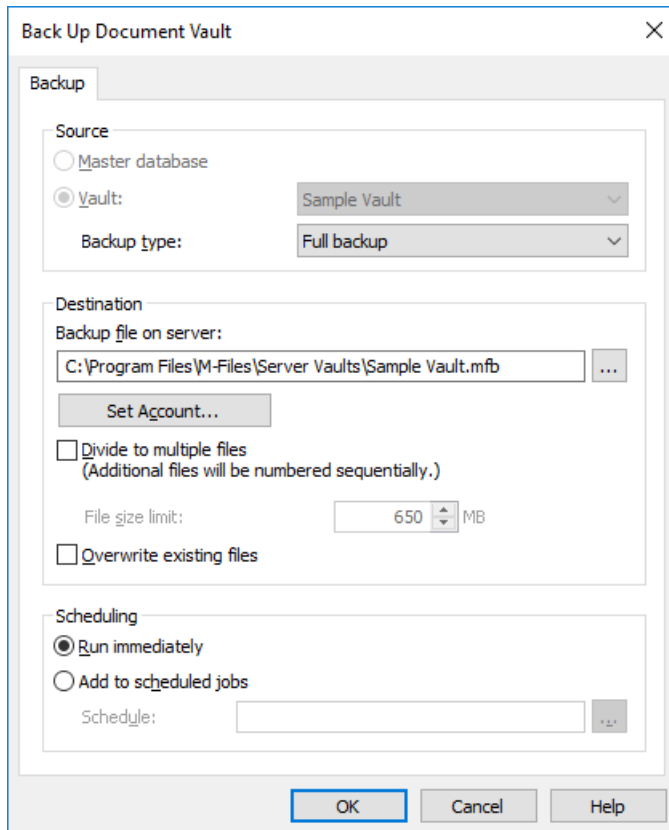 Back Up Document Vault
Backup
Source
Master database
Vault: Sample Vault
Backup type: Full backup
Destination
Backup file on server:
C:\Program Files\M-Files\Server Vaults\Sample Vault.mfb ...
Set Account...
Divide to multiple files
(Additional files will be numbered sequentially.)
File size limit: 650 MB
Overwrite existing files
Scheduling
Run immediately
Add to scheduled jobs
Schedule: ...
OK Cancel Help